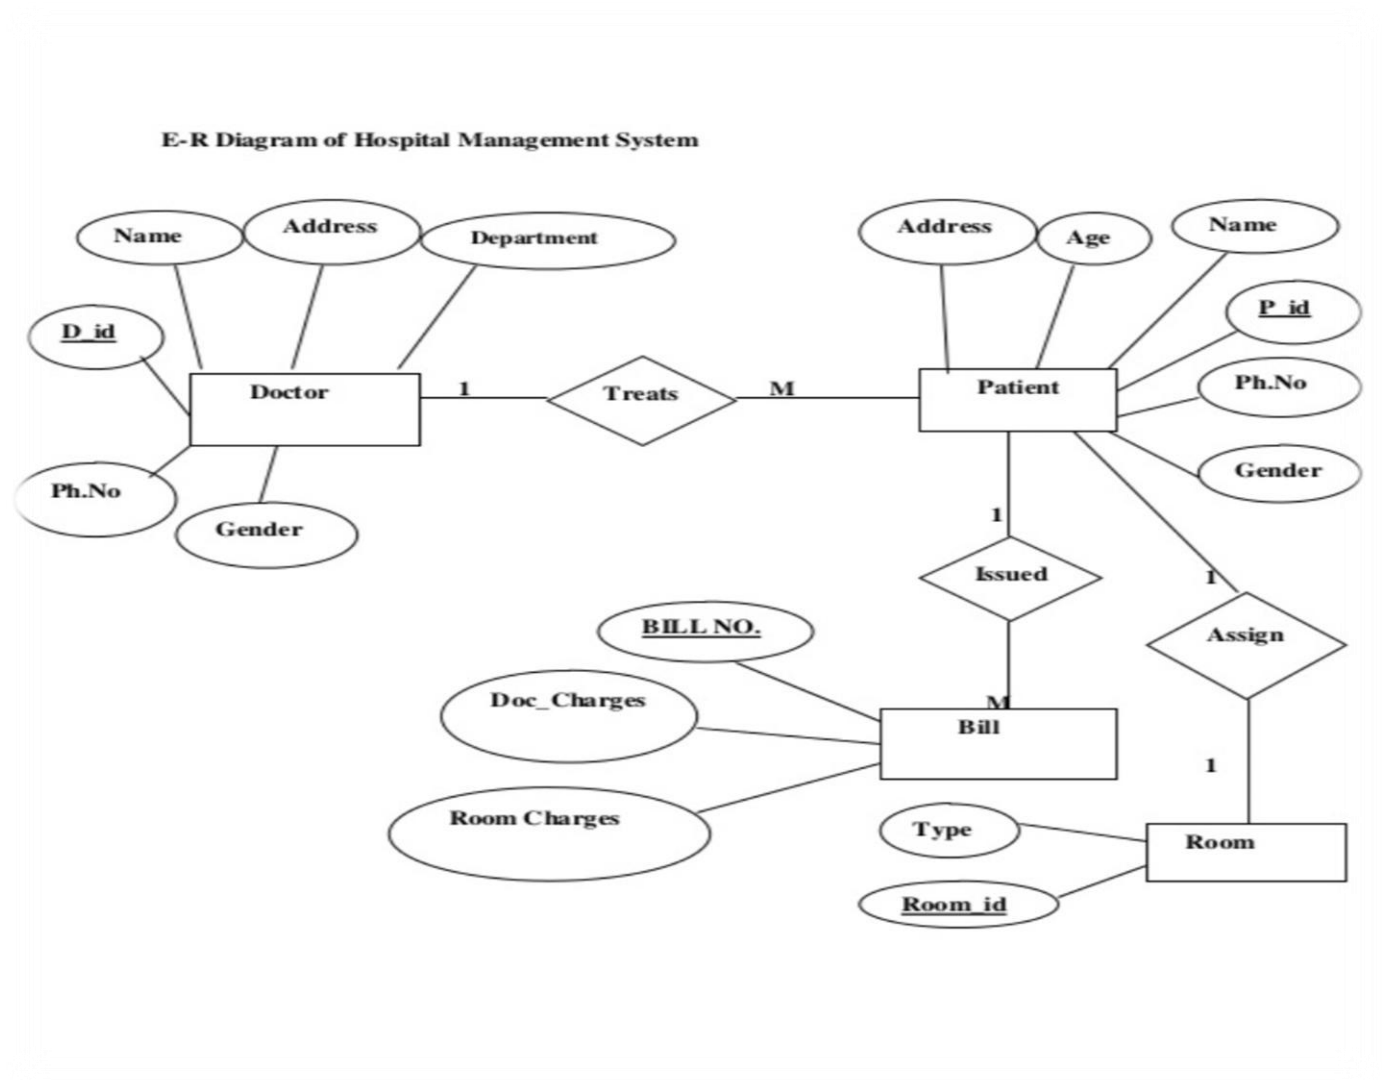 E-R Diagram of Hospital Management System
Name
Address
Department
Address
Age
Name
D_id
P_id
Doctor
1
Treats
M
Patient
Ph.No
Ph.No
Gender
Gender
1
Issued
1
BILL NO.
Assign
Doc_Charges
M
Bill
1
Room Charges
Type
Room
Room_id